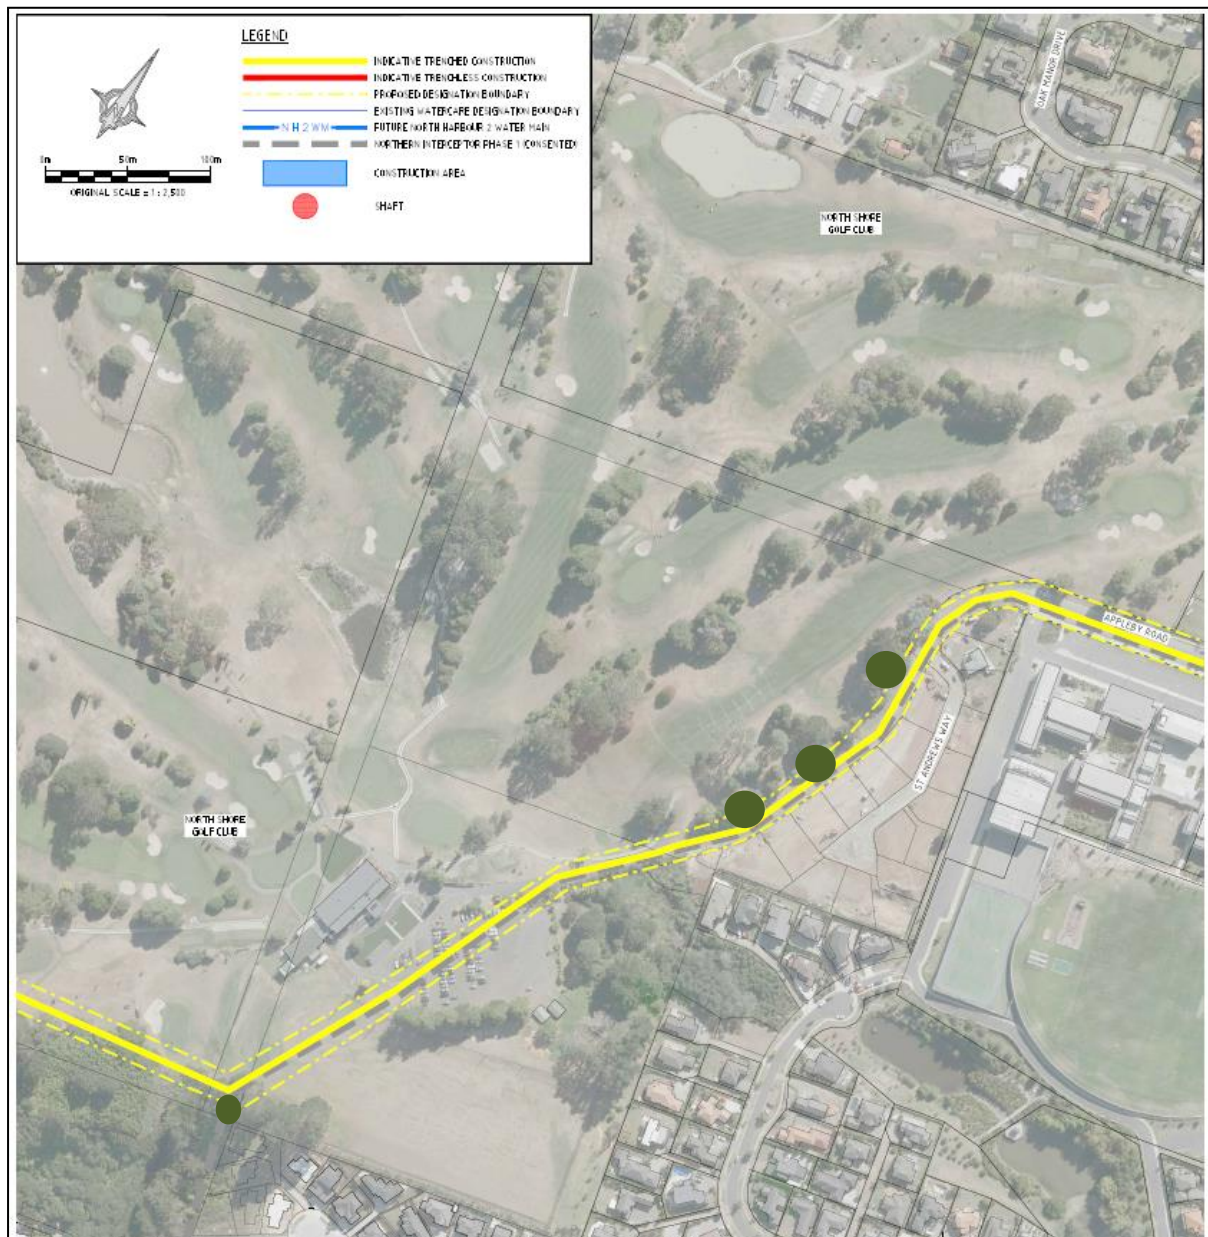 LEGEND
INDICATIVE TRENCHED CONSTRUCTION
INDICATIVE TRENCHLESS CONSTRUCTION
PROPOSED DESIGNATION BOUNDARY
EXISTING WATERCARE DESIGNATION BOUNDARY
NH2WM
FUTURE NORTH HARBOUR 2 WATER MAIN
NORTHERN INTERCEPTOR PHASE 1 (CONSENTED)
CONSTRUCTION AREA
SHAFT
0m 50m 100m
ORIGINAL SCALE = 1 : 2,500
OAK MANOR DRIVE
NORTH SHORE
GOLF CLUB
APPLEBY ROAD
ST ANDREWS WAY
NORTH SHORE
GOLF CLUB